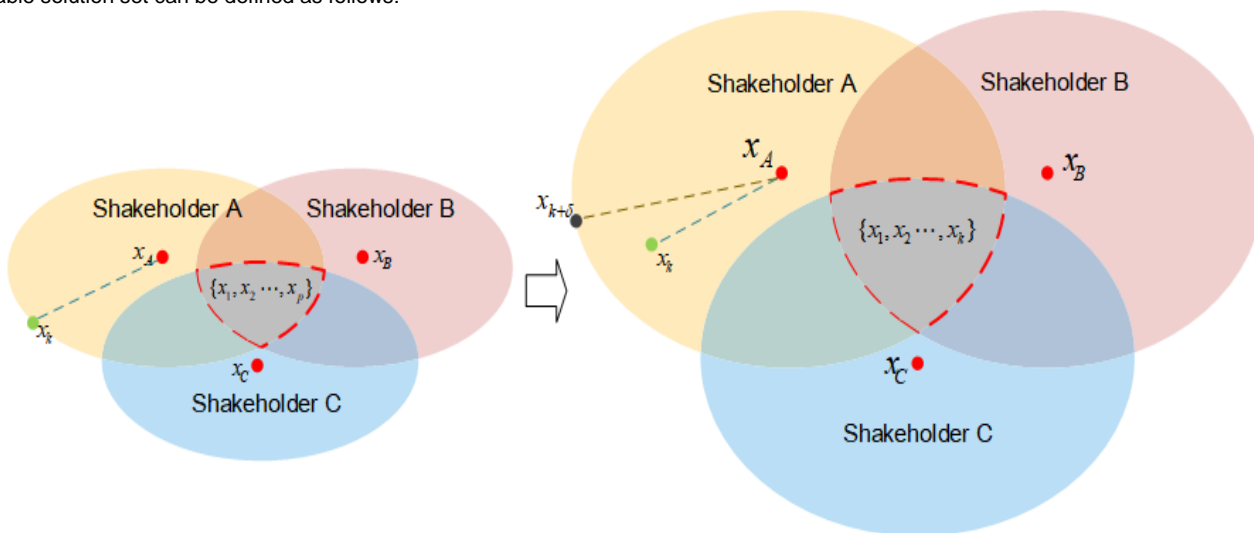 able solution set can be defined as follows:
Shakeholder A
Shakeholder B
x_A
x_B
{x_1, x_2 ⋯, x_p}
x_k
x_C
Shakeholder C
Shakeholder A
Shakeholder B
x_A
x_B
x_{k+δ}
{x_1, x_2 ⋯, x_k}
x_k
x_C
Shakeholder C